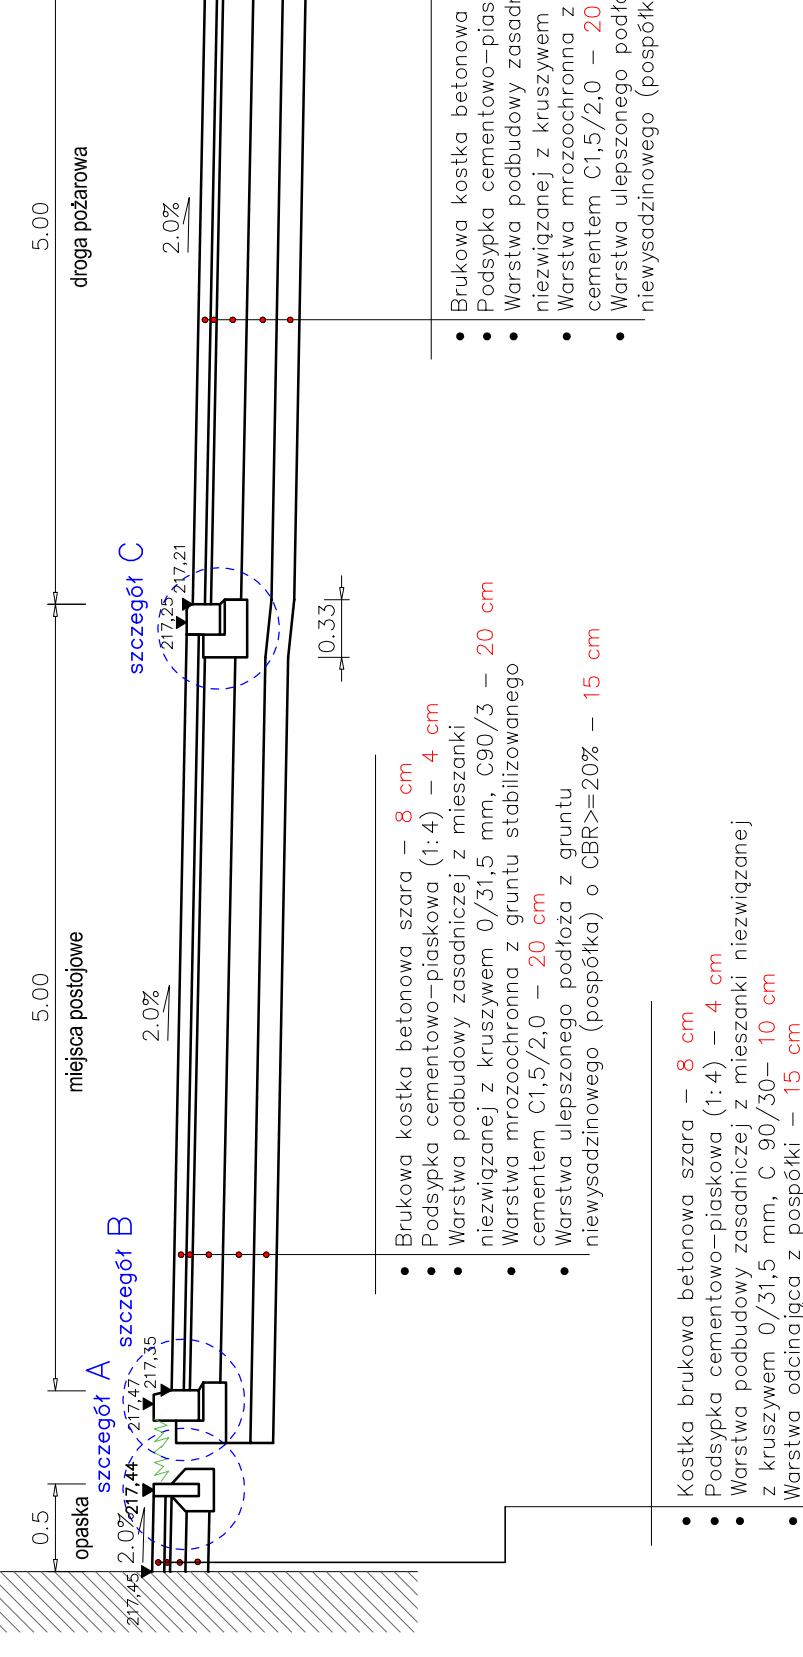 5.00
droga pożarowa
2.0%
5.00
miejsca postojowe
2.0%
0.5
opaska
2.0%
szczegół A
szczegół B
szczegół C
217,45
217,44
217,47
217,35
217,25
217,21
0.33
• Brukowa kostka betonowa
• Podsypka cementowo-pias
• Warstwa podbudowy zasadn
niezwiązanej z kruszywem
• Warstwa mrozoochronna z
cementem C1,5/2,0 - 20
• Warstwa ulepszonego podło
niewysadzinowego (pospółk
• Brukowa kostka betonowa szara - 8 cm
• Podsypka cementowo-piaskowa (1:4) - 4 cm
• Warstwa podbudowy zasadniczej z mieszanki
niezwiązanej z kruszywem 0/31,5 mm, C90/3 - 20 cm
• Warstwa mrozoochronna z gruntu stabilizowanego
cementem C1,5/2,0 - 20 cm
• Warstwa ulepszonego podłoża z gruntu
niewysadzinowego (pospółka) o CBR>=20% - 15 cm
• Kostka brukowa betonowa szara - 8 cm
• Podsypka cementowo-piaskowa (1:4) - 4 cm
• Warstwa podbudowy zasadniczej z mieszanki niezwiązanej
z kruszywem 0/31,5 mm, C 90/30- 10 cm
• Warstwa odcinająca z pospółki - 15 cm